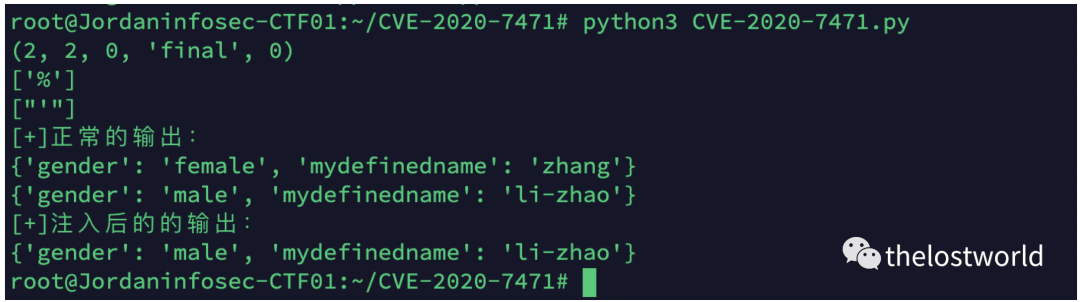 root@Jordaninfosec-CTF01:~/CVE-2020-7471# python3 CVE-2020-7471.py
(2, 2, 0, 'final', 0)
['%']
["'"]
[+]正常的输出：
{'gender': 'female', 'mydefinedname': 'zhang'}
{'gender': 'male', 'mydefinedname': 'li-zhao'}
[+]注入后的的输出：
{'gender': 'male', 'mydefinedname': 'li-zhao'}
root@Jordaninfosec-CTF01:~/CVE-2020-7471#
thelostworld